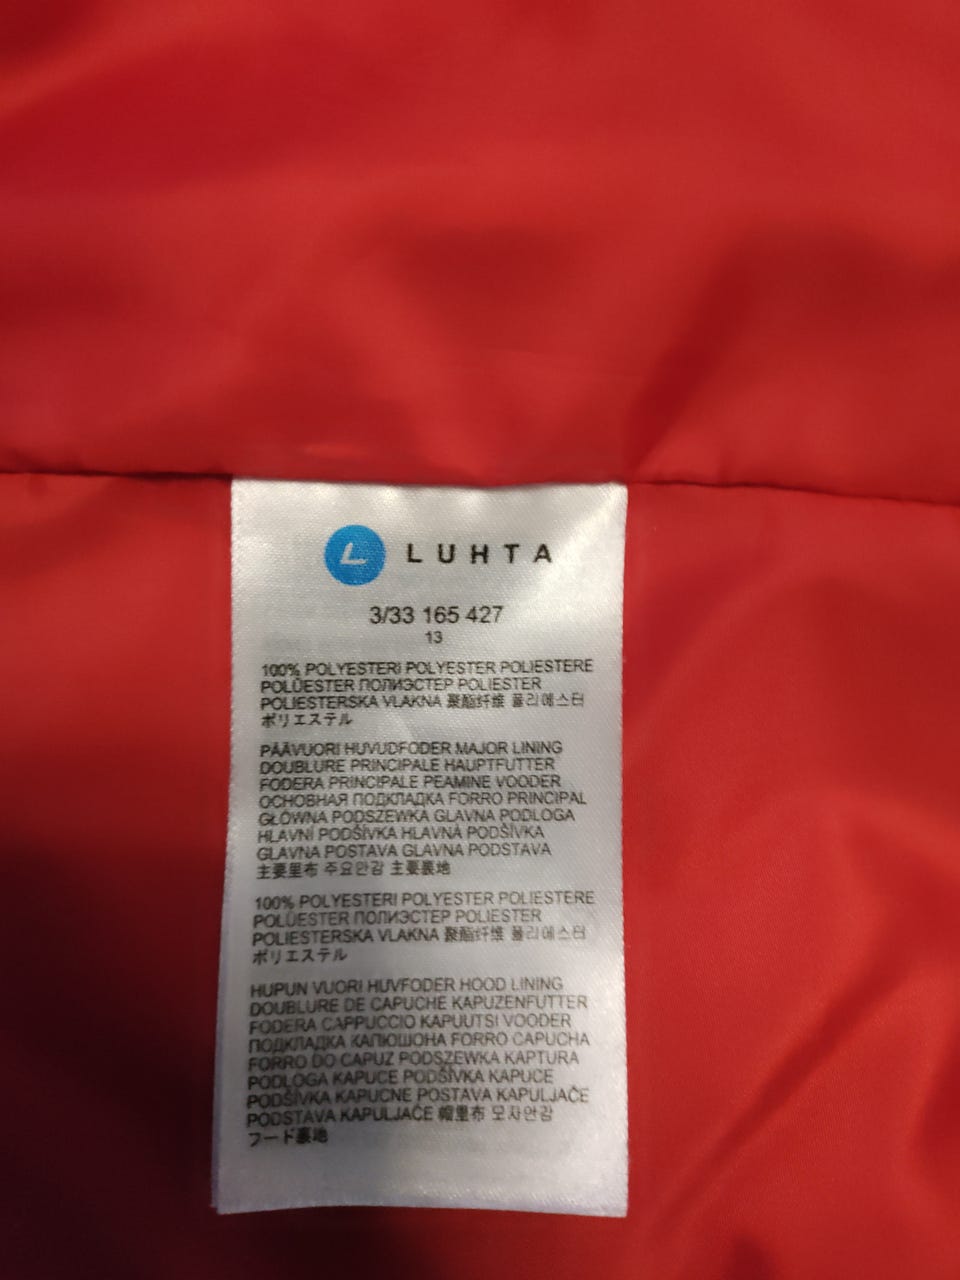 L LUHTA
3/33 165 427
13
100% POLYESTERI POLYESTER POLIESTERE
POLÜESTER ПОЛИЭСТЕР POLIESTER
POLIESTERSKA VLAKNA 聚酯纤维 폴리에스터
ポリエステル
PÄÄVUORI HUVUDFODER MAJOR LINING
DOUBLURE PRINCIPALE HAUPTFUTTER
FODERA PRINCIPALE PEAMINE VOODER
ОСНОВНАЯ ПОДКЛАДКА FORRO PRINCIPAL
GŁÓWNA PODSZEWKA GLAVNA PODLOGA
HLAVNÍ PODŠÍVKA HLAVNÁ PODŠÍVKA
GLAVNA POSTAVA GLAVNA PODSTAVA
主要里布 주요안감 主要裏地
100% POLYESTERI POLYESTER POLIESTERE
POLÜESTER ПОЛИЭСТЕР POLIESTER
POLIESTERSKA VLAKNA 聚酯纤维 폴리에스터
ポリエステル
HUPUN VUORI HUVFODER HOOD LINING
DOUBLURE DE CAPUCHE KAPUZENFUTTER
FODERA CAPPUCCIO KAPUUTSI VOODER
ПОДКЛАДКА КАПЮШОНА FORRO CAPUCHA
FORRO DO CAPUZ PODSZEWKA KAPTURA
PODLOGA KAPUCE PODŠÍVKA KAPUCE
PODŠÍVKA KAPUCNE POSTAVA KAPULJAČE
PODSTAVA KAPULJAČE 帽里布 모자안감
フード裏地